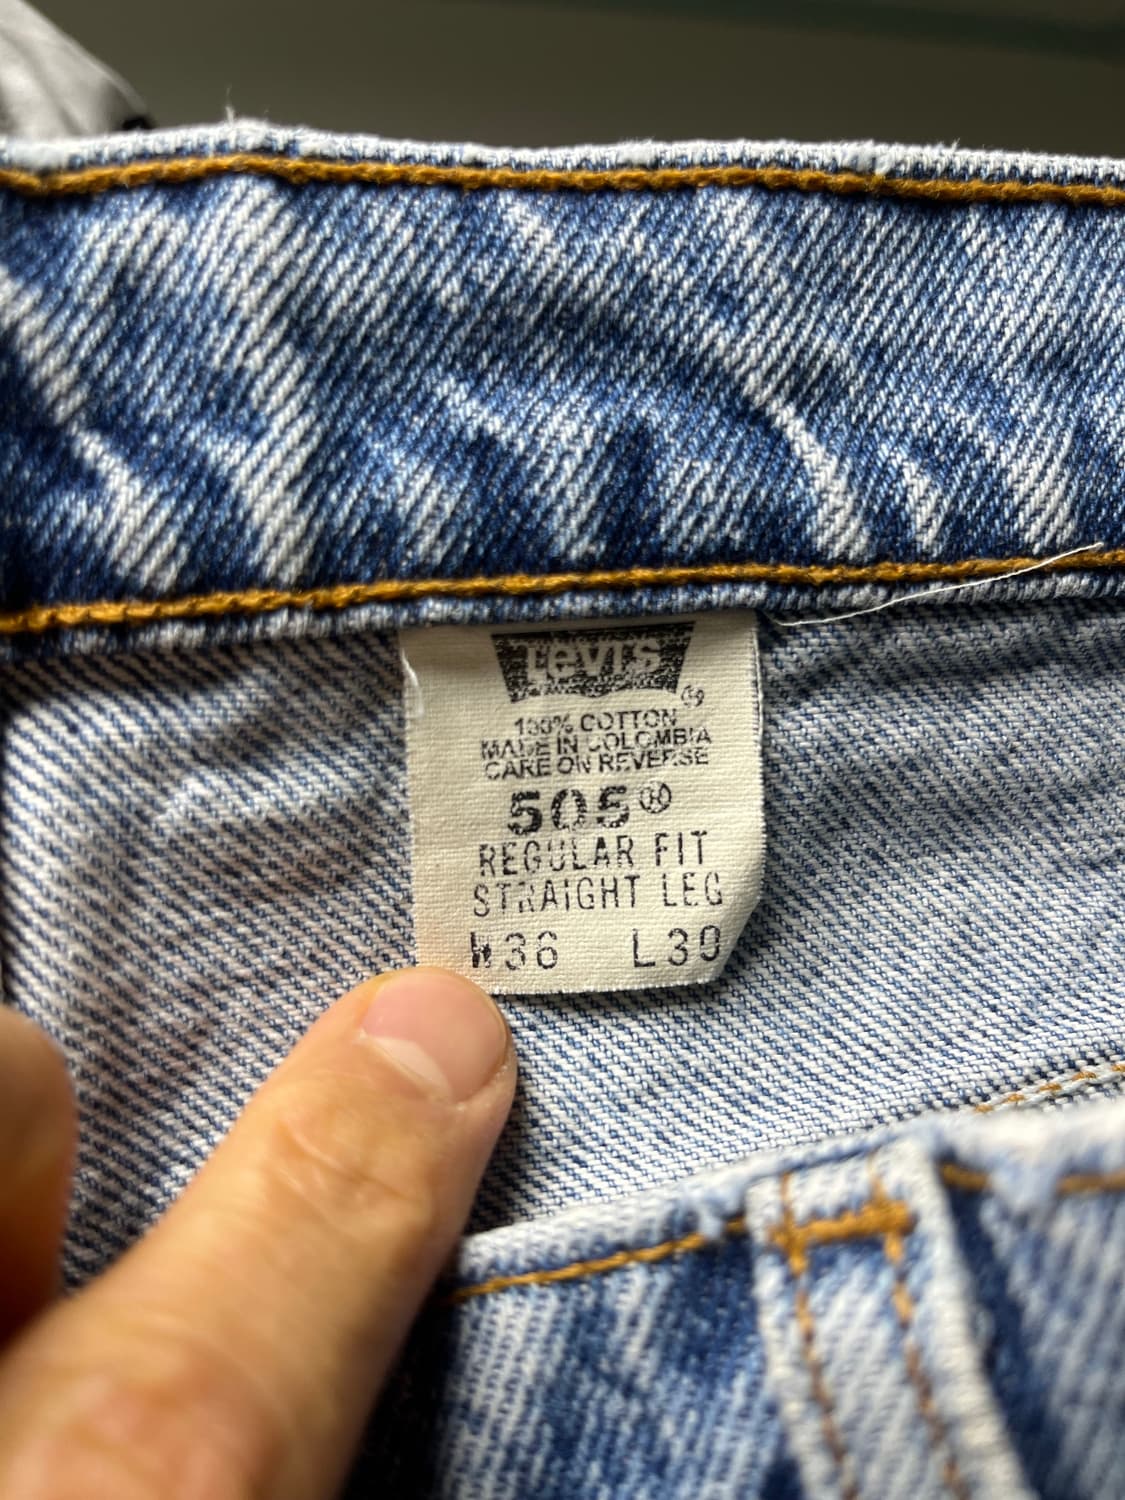 Levi's
®
100% COTTON
MADE IN COLOMBIA
CARE ON REVERSE
505®
REGULAR FIT
STRAIGHT LEG
W36 L30